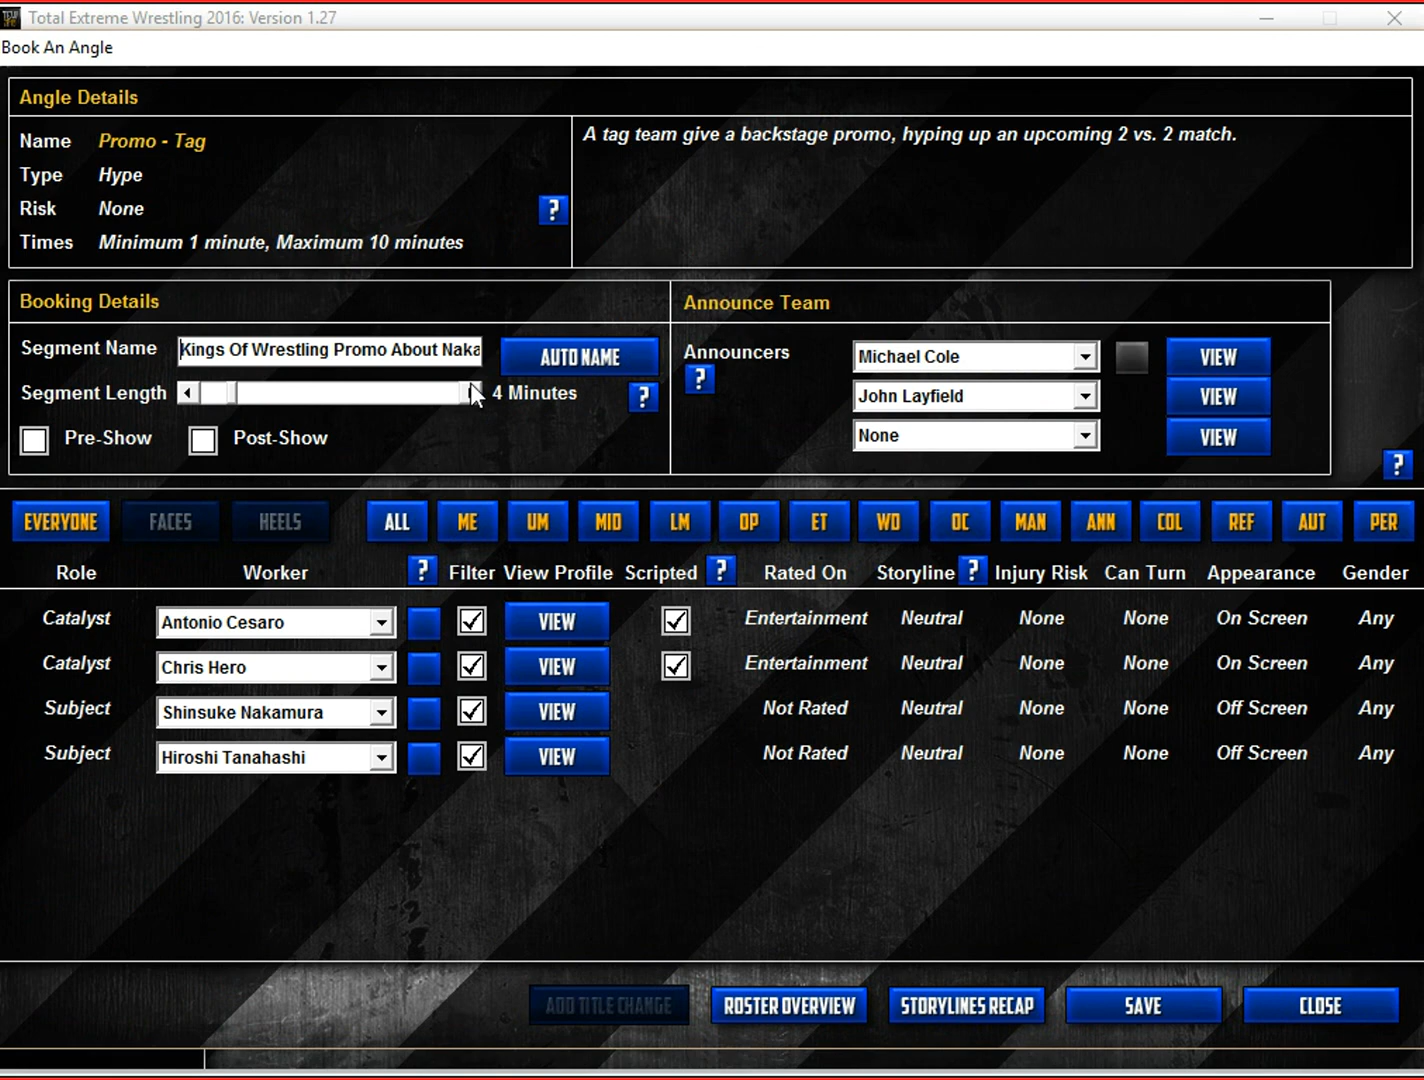 Total Extreme Wrestling 2016: Version 1.27
Book An Angle
Angle Details
Name Promo - Tag
Type Hype
Risk None
?
Times Minimum 1 minute, Maximum 10 minutes
A tag team give a backstage promo, hyping up an upcoming 2 vs. 2 match.
Booking Details
Segment Name Kings Of Wrestling Promo About Naka AUTO NAME
Segment Length 4 Minutes ?
Pre-Show Post-Show
Announce Team
Announcers Michael Cole VIEW
? John Layfield VIEW
None VIEW
?
EVERYONE FACES HEELS ALL ME UM MID LM OP ET WO OC MAN ANN COL REF AUT PER
Role Worker ? Filter View Profile Scripted ? Rated On Storyline ? Injury Risk Can Turn Appearance Gender
Catalyst Antonio Cesaro VIEW Entertainment Neutral None None On Screen Any
Catalyst Chris Hero VIEW Entertainment Neutral None None On Screen Any
Subject Shinsuke Nakamura VIEW Not Rated Neutral None None Off Screen Any
Subject Hiroshi Tanahashi VIEW Not Rated Neutral None None Off Screen Any
ADD TITLE CHANGE ROSTER OVERVIEW STORYLINES RECAP SAVE CLOSE